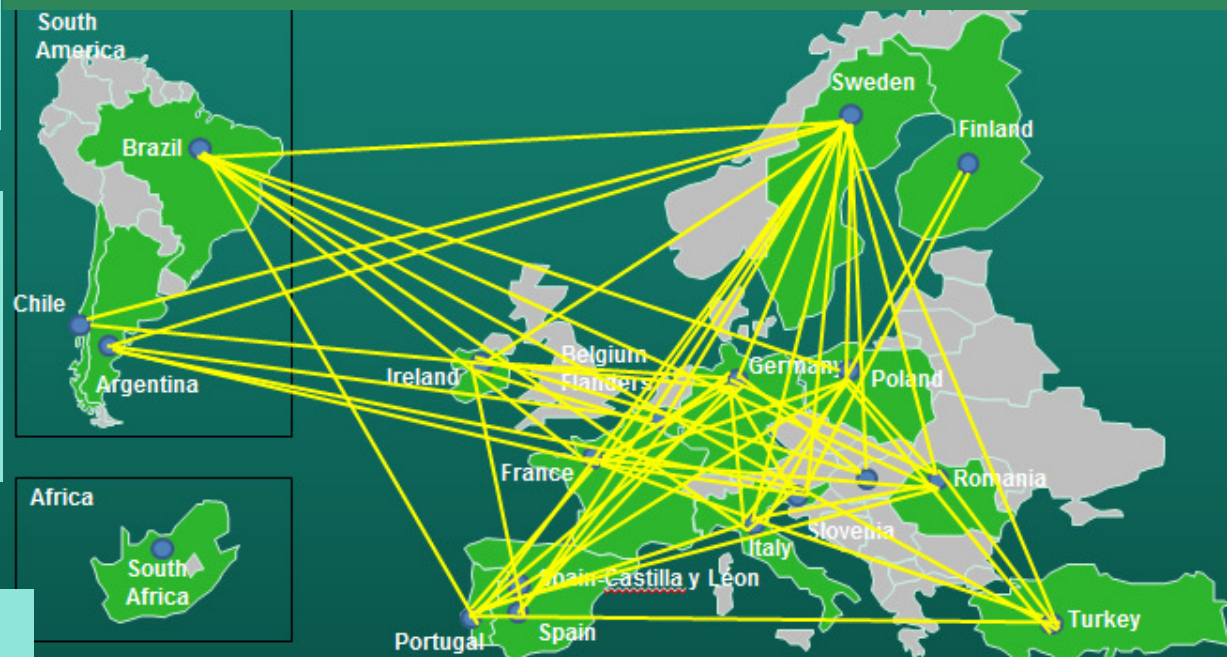 South
America
Brazil
Chile
Argentina
Africa
South
Africa
Sweden
Finland
Ireland
Belgium
Flanders
Germany
Poland
France
Romania
Slovenia
Italy
Spain-Castilla y Léon
Spain
Portugal
Turkey